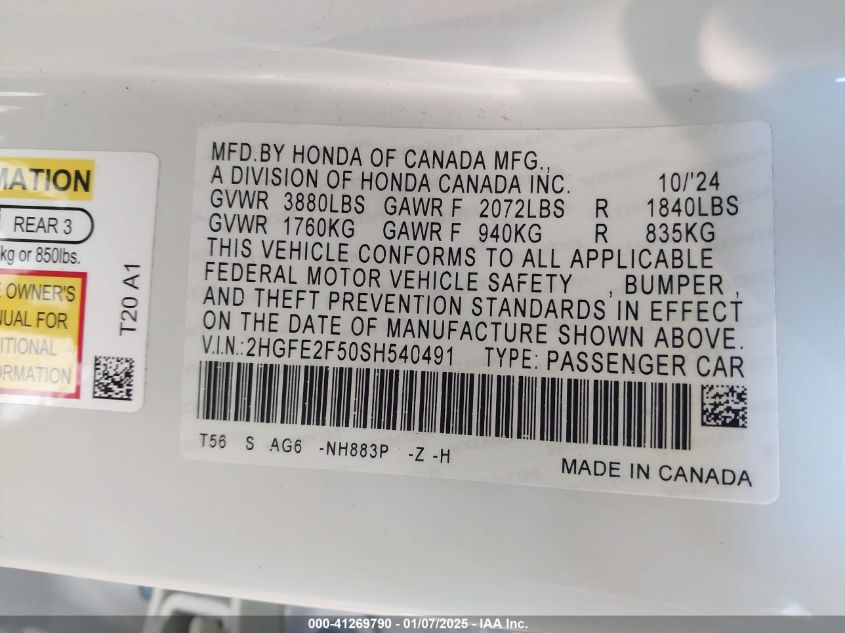 MATION
REAR 3
kg or 850lbs.
OWNER'S
FOR
T20 A1
MFD.BY HONDA OF CANADA MFG.,
A DIVISION OF HONDA CANADA INC. 10/'24
GVWR 3880LBS GAWR F 2072LBS R 1840LBS
GVWR 1760KG GAWR F 940KG R 835KG
THIS VEHICLE CONFORMS TO ALL APPLICABLE
FEDERAL MOTOR VEHICLE SAFETY , BUMPER ,
AND THEFT PREVENTION STANDARDS IN EFFECT
ON THE DATE OF MANUFACTURE SHOWN ABOVE.
V.I.N.:2HGFE2F50SH540491 TYPE: PASSENGER CAR
T56 S AG6 -NH883P -Z -H
MADE IN CANADA
000-41269790 - 01/07/2025 - IAA Inc.